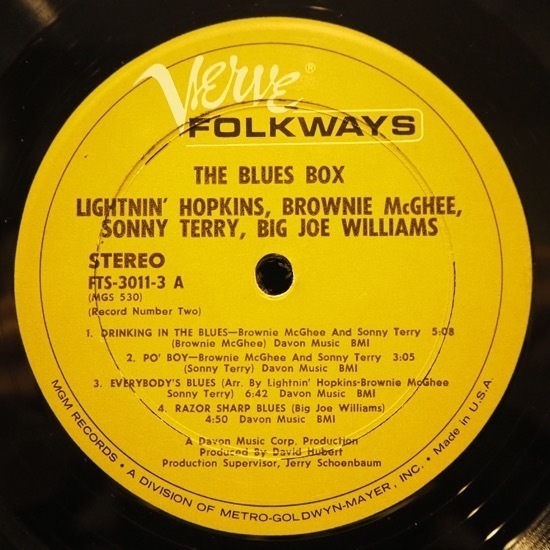 Verve®
FOLKWAYS
THE BLUES BOX
LIGHTNIN' HOPKINS, BROWNIE McGHEE,
SONNY TERRY, BIG JOE WILLIAMS
STEREO
FTS-3011-3 A
(MGS 530)
(Record Number Two)
1. DRINKING IN THE BLUES—Brownie McGhee And Sonny Terry 5:08
(Brownie McGhee) Davon Music BMI
2. PO' BOY—Brownie McGhee And Sonny Terry 3:05
(Sonny Terry) Davon Music BMI
3. EVERYBODY'S BLUES (Arr. By Lightnin' Hopkins-Brownie McGhee
Sonny Terry) 6:42 Davon Music BMI
4. RAZOR SHARP BLUES (Big Joe Williams)
4:50 Davon Music BMI
A Davon Music Corp. Production
Produced By David Hubert
Production Supervisor, Jerry Schoenbaum
MGM RECORDS • A DIVISION OF METRO-GOLDWYN-MAYER, INC. • Made in U.S.A.